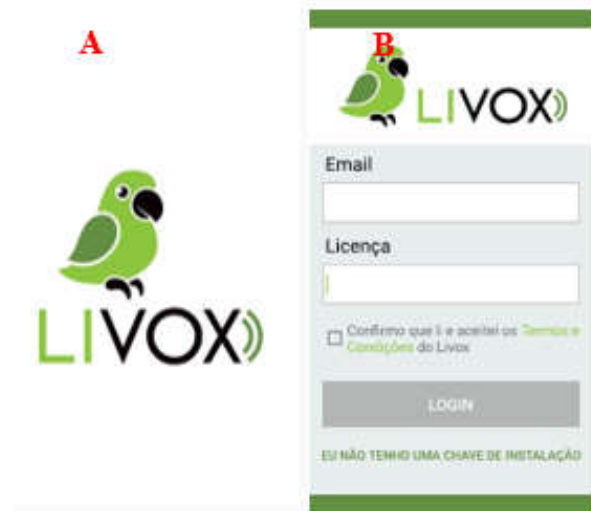 A
LIVOX
B
LIVOX
Email
Licença
Confirmo que li e aceitei os Termos e
Condições do Livox
LOGIN
EU NÃO TENHO UMA CHAVE DE INSTALAÇÃO